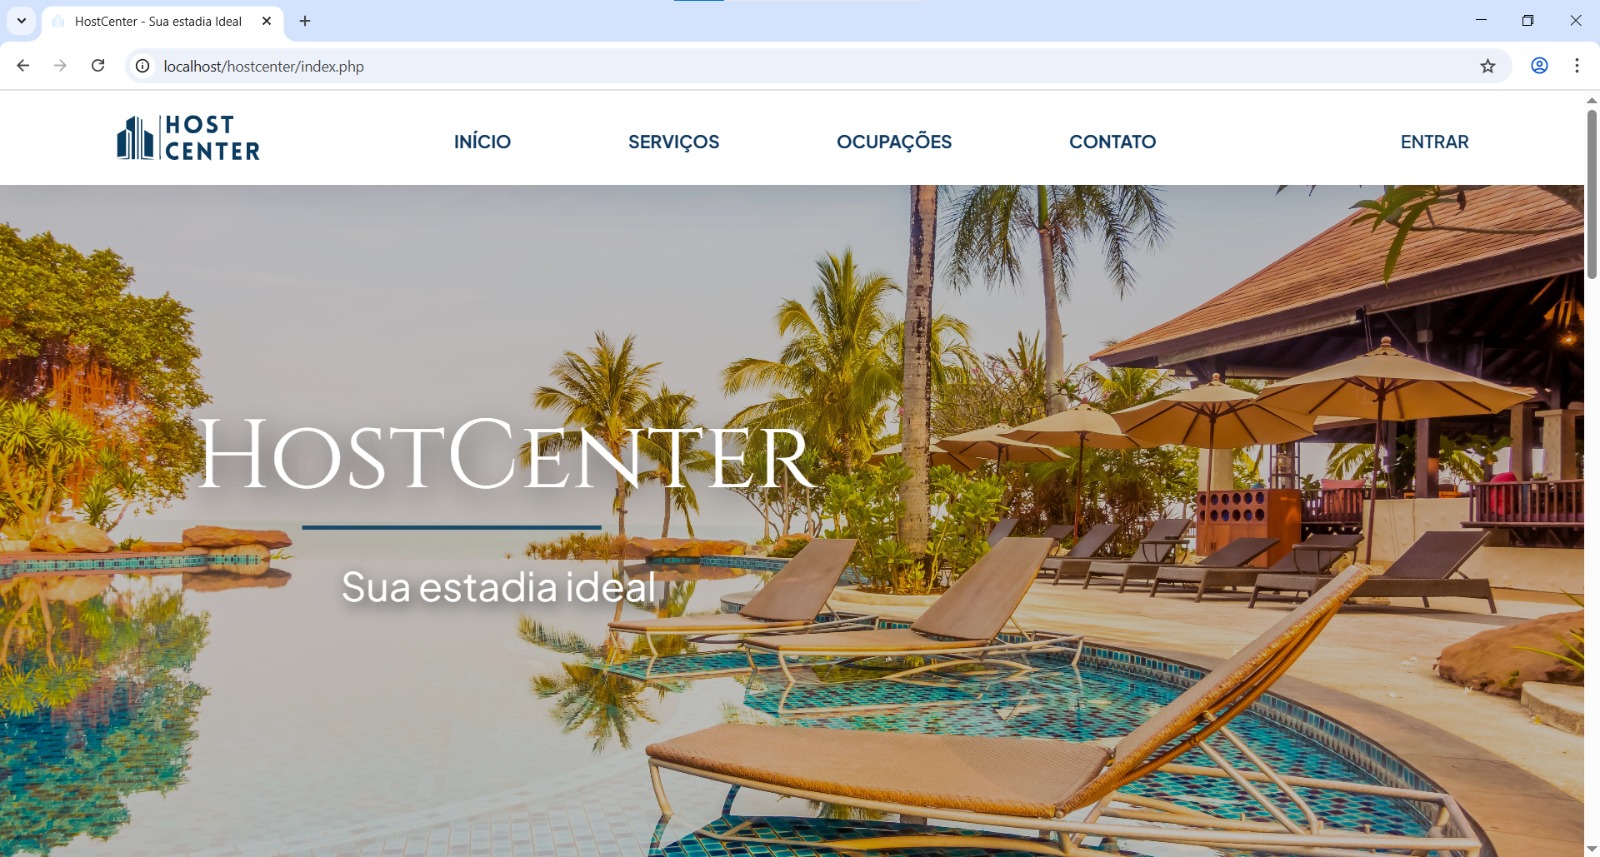 HostCenter - Sua estadia Ideal
localhost/hostcenter/index.php
HOST
CENTER
INÍCIO
SERVIÇOS
OCUPAÇÕES
CONTATO
ENTRAR
HOSTCENTER
Sua estadia ideal